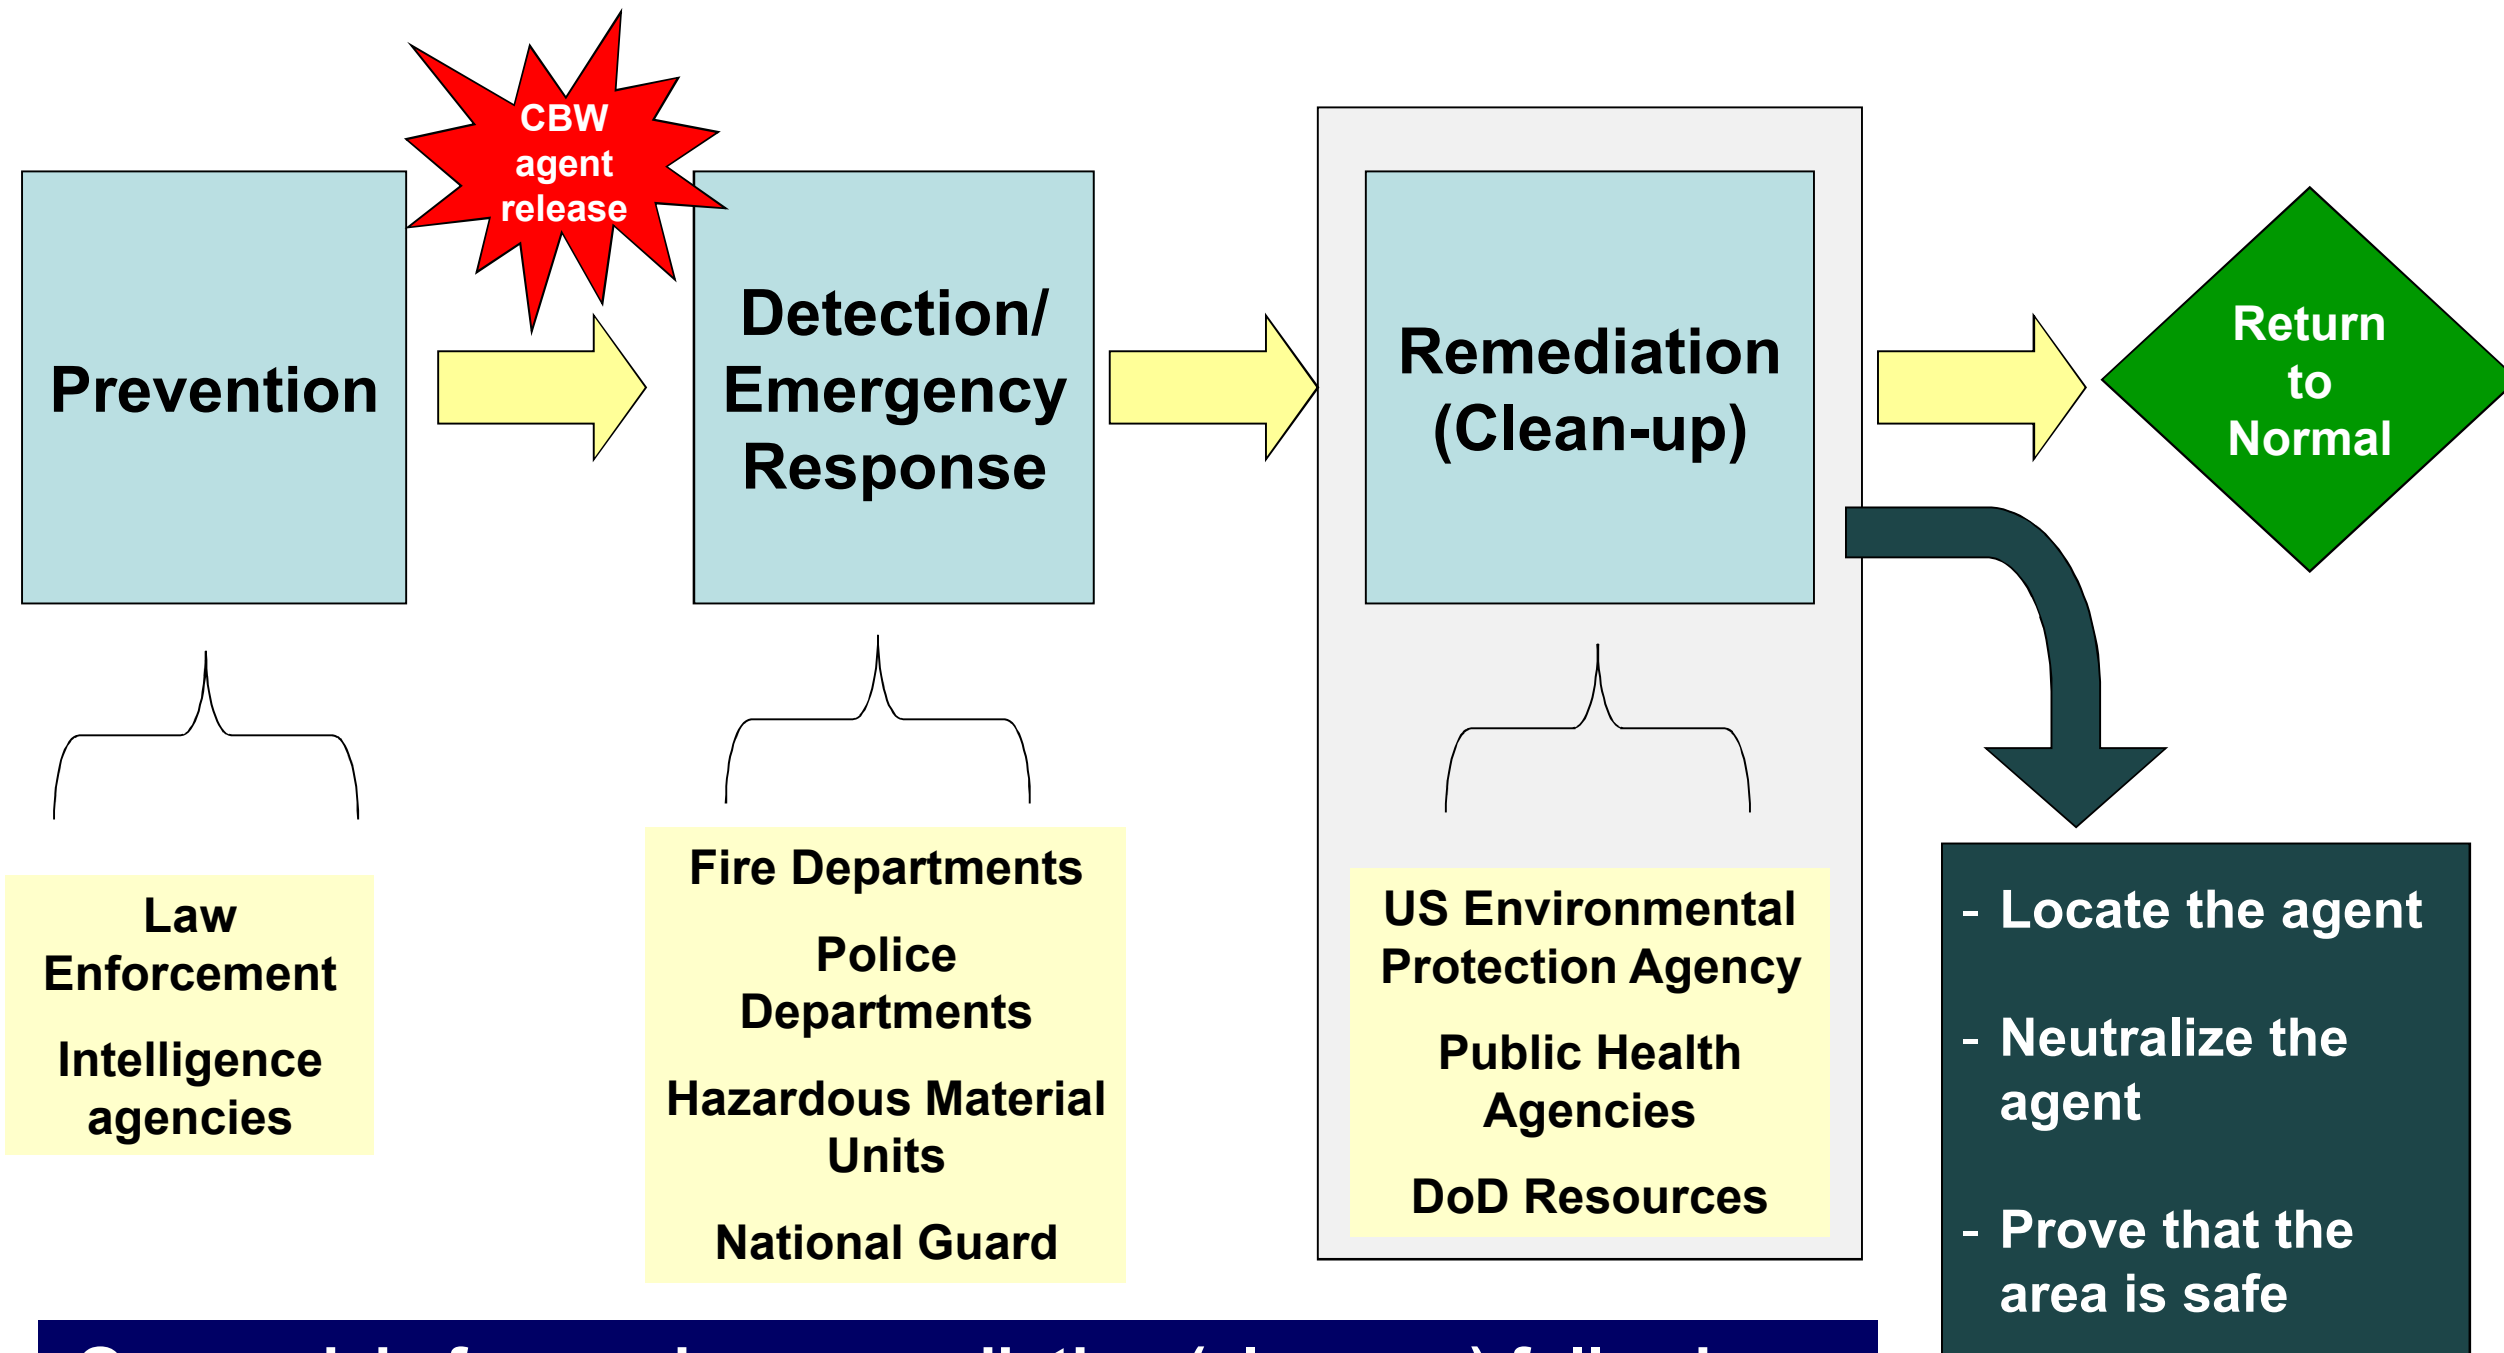 CBW
agent
release
Prevention
Detection/
Emergency
Response
Remediation
(Clean-up)
Return
to
Normal
Law
Enforcement
Intelligence
agencies
Fire Departments
Police
Departments
Hazardous Material
Units
National Guard
US Environmental
Protection Agency
Public Health
Agencies
DoD Resources
- Locate the agent
- Neutralize the
agent
- Prove that the
area is safe